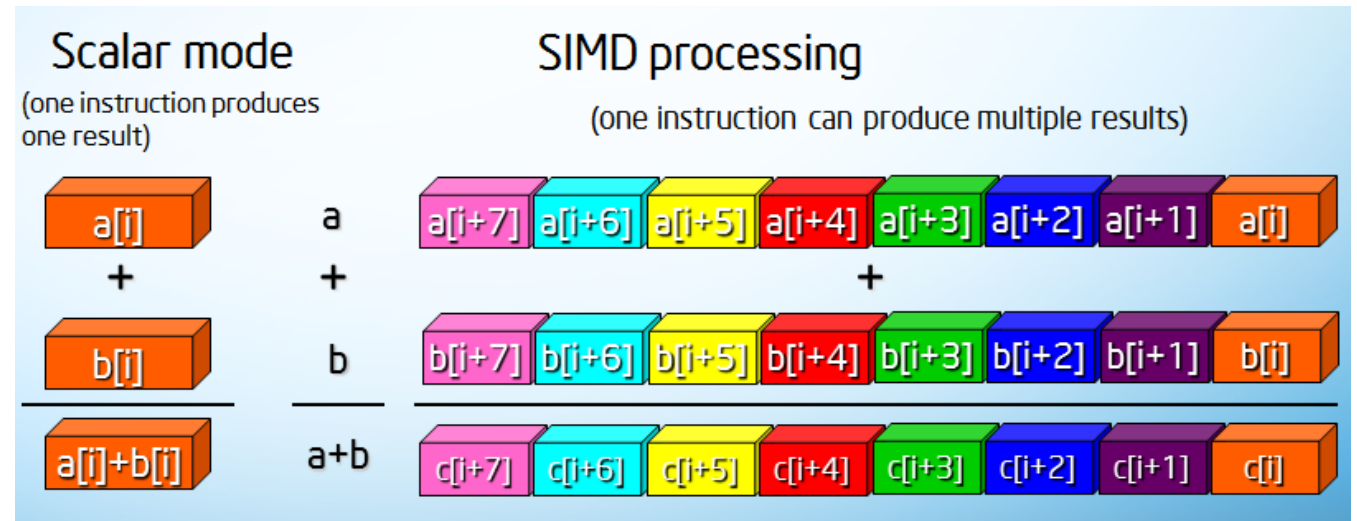 Scalar mode
(one instruction produces
one result)
SIMD processing
(one instruction can produce multiple results)
a[i] a a[i+7] a[i+6] a[i+5] a[i+4] a[i+3] a[i+2] a[i+1] a[i]
+ + +
b[i] b b[i+7] b[i+6] b[i+5] b[i+4] b[i+3] b[i+2] b[i+1] b[i]
a[i]+b[i] a+b c[i+7] c[i+6] c[i+5] c[i+4] c[i+3] c[i+2] c[i+1] c[i]